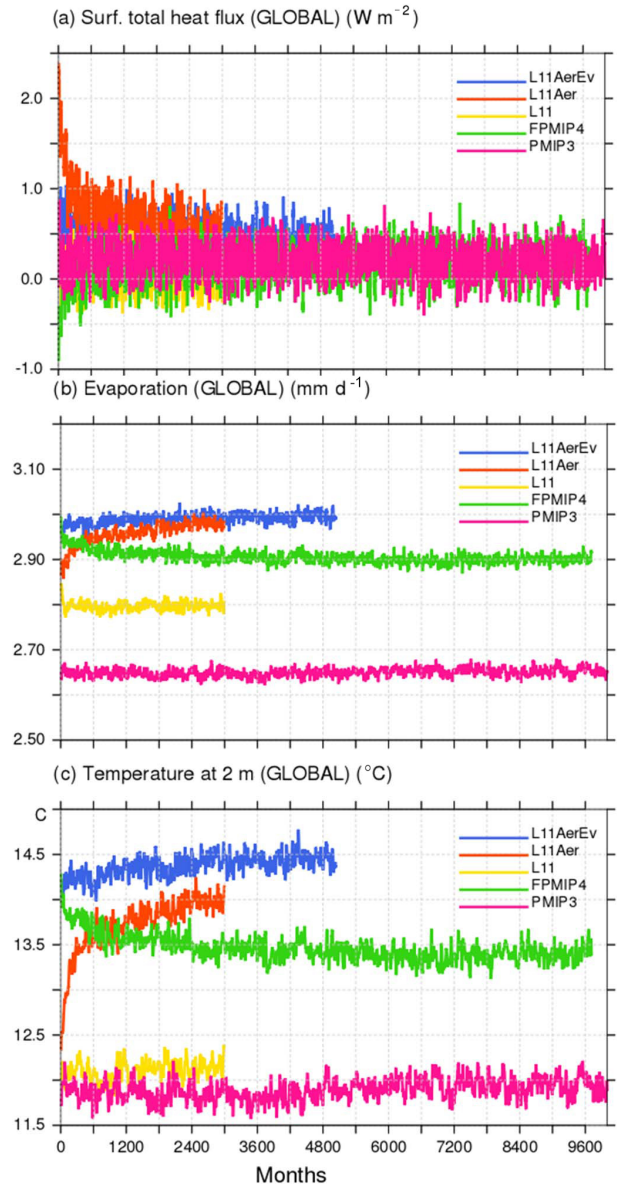 (a) Surf. total heat flux (GLOBAL) (W m−2)
L11AerEv
L11Aer
L11
FPMIP4
PMIP3
2.0
1.0
0.0
-1.0
(b) Evaporation (GLOBAL) (mm d-1)
L11AerEv
L11Aer
L11
FPMIP4
PMIP3
3.10
2.90
2.70
2.50
(c) Temperature at 2 m (GLOBAL) (°C)
C
L11AerEv
L11Aer
L11
FPMIP4
PMIP3
14.5
13.5
12.5
11.5
0 1200 2400 3600 4800 6000 7200 8400 9600
Months